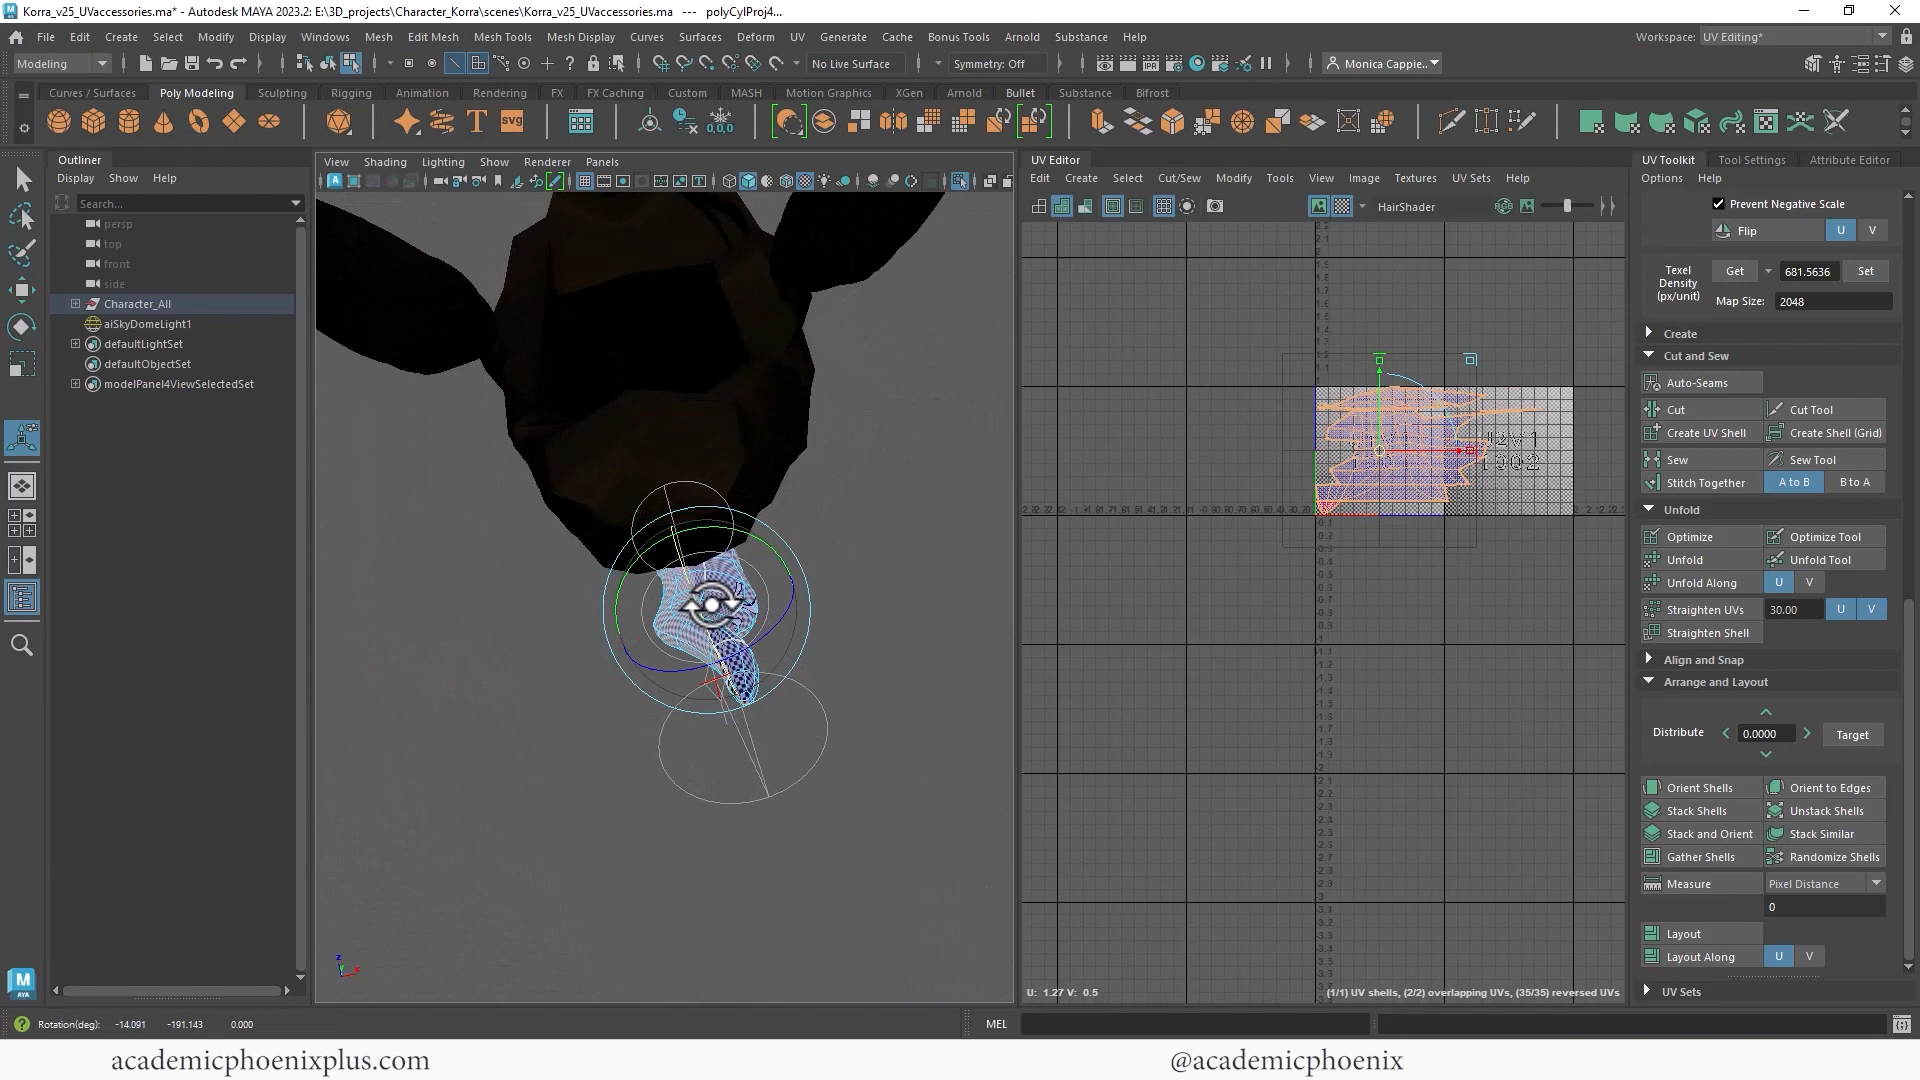 Korra_v25_UVaccessories.ma* - Autodesk MAYA 2023.2: E:\3D_projects\Character_Korra\scenes\Korra_v25_UVaccessories.ma --- polyCylProj4...
File Edit Create Select Modify Display Windows Mesh Edit Mesh Mesh Tools Mesh Display Curves Surfaces Deform UV Generate Cache Bonus Tools Arnold Substance Help
Workspace: UV Editing*
Modeling No Live Surface Symmetry: Off Monica Cappie..
Curves / Surfaces Poly Modeling Sculpting Rigging Animation Rendering FX FX Caching Custom MASH Motion Graphics XGen Arnold Bullet Substance Bifrost
Outliner
Display Show Help
Search...
persp
top
front
side
Character_All
aiSkyDomeLight1
defaultLightSet
defaultObjectSet
modelPanel4ViewSelectedSet
View Shading Lighting Show Renderer Panels
UV Editor
Edit Create Select Cut/Sew Modify Tools View Image Textures UV Sets Help
HairShader
U2V1
1002
U: 1.27 V: 0.5
(1/1) UV shells, (2/2) overlapping UVs, (35/35) reversed UVs
UV Toolkit Tool Settings Attribute Editor
Options Help
Prevent Negative Scale
Flip U V
Texel Density (px/unit) Get 681.5636 Set
Map Size: 2048
Create
Cut and Sew
Auto-Seams
Cut Cut Tool
Create UV Shell Create Shell (Grid)
Sew Sew Tool
Stitch Together A to B B to A
Unfold
Optimize Optimize Tool
Unfold Unfold Tool
Unfold Along U V
Straighten UVs 30.00 U V
Straighten Shell
Align and Snap
Arrange and Layout
Distribute 0.0000 Target
Orient Shells Orient to Edges
Stack Shells Unstack Shells
Stack and Orient Stack Similar
Gather Shells Randomize Shells
Measure Pixel Distance
0
Layout
Layout Along U V
UV Sets
Rotation(deg): -14.091 -191.143 0.000
MEL
academicphoenixplus.com
@academicphoenix